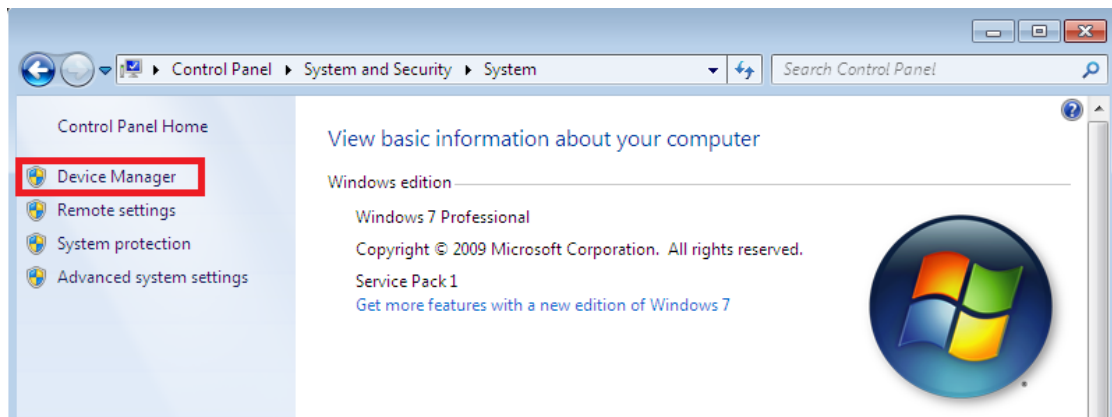 Control Panel System and Security System Search Control Panel
Control Panel Home
Device Manager
Remote settings
System protection
Advanced system settings
View basic information about your computer
Windows edition
Windows 7 Professional
Copyright © 2009 Microsoft Corporation. All rights reserved.
Service Pack 1
Get more features with a new edition of Windows 7